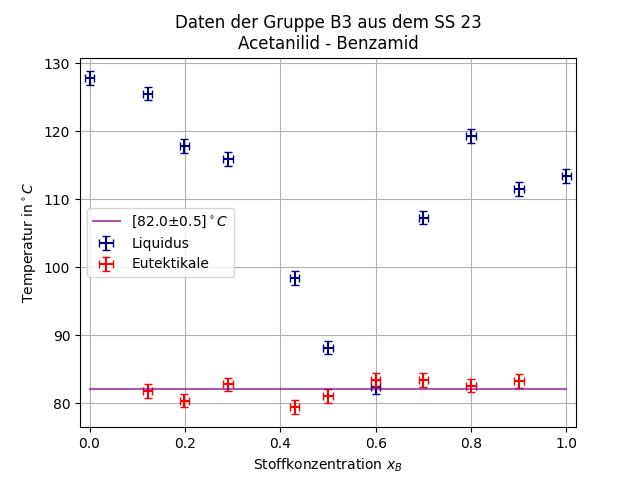 Daten der Gruppe B3 aus dem SS 23
Acetanilid - Benzamid
130
120
110
100
90
80
Temperatur in °C
[82.0±0.5]°C
Liquidus
Eutektikale
0.0 0.2 0.4 0.6 0.8 1.0
Stoffkonzentration x_B